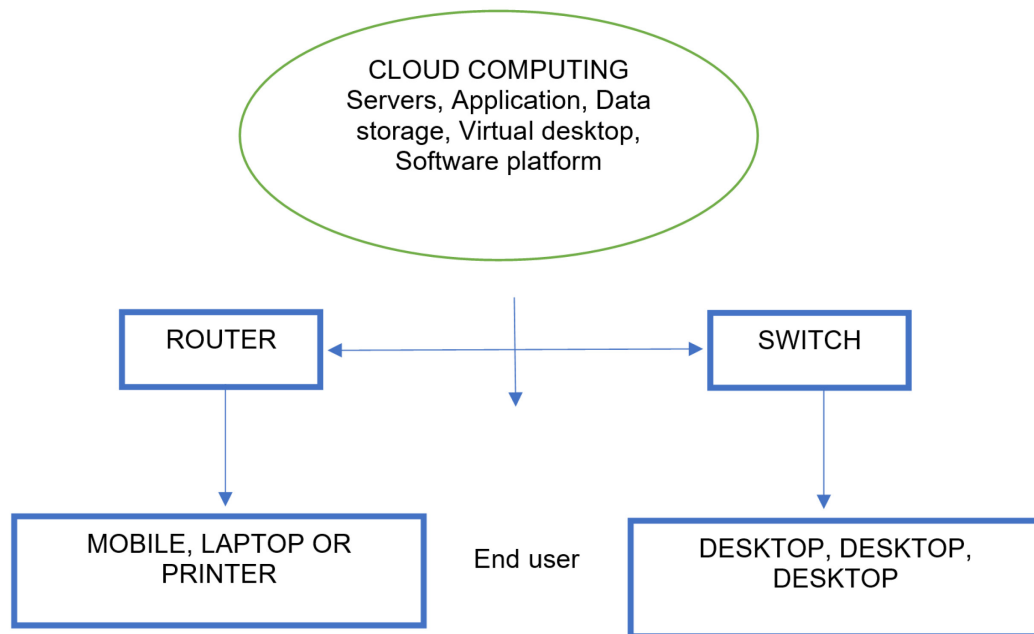 CLOUD COMPUTING
Servers, Application, Data
storage, Virtual desktop,
Software platform
ROUTER
SWITCH
MOBILE, LAPTOP OR
PRINTER
End user
DESKTOP, DESKTOP,
DESKTOP